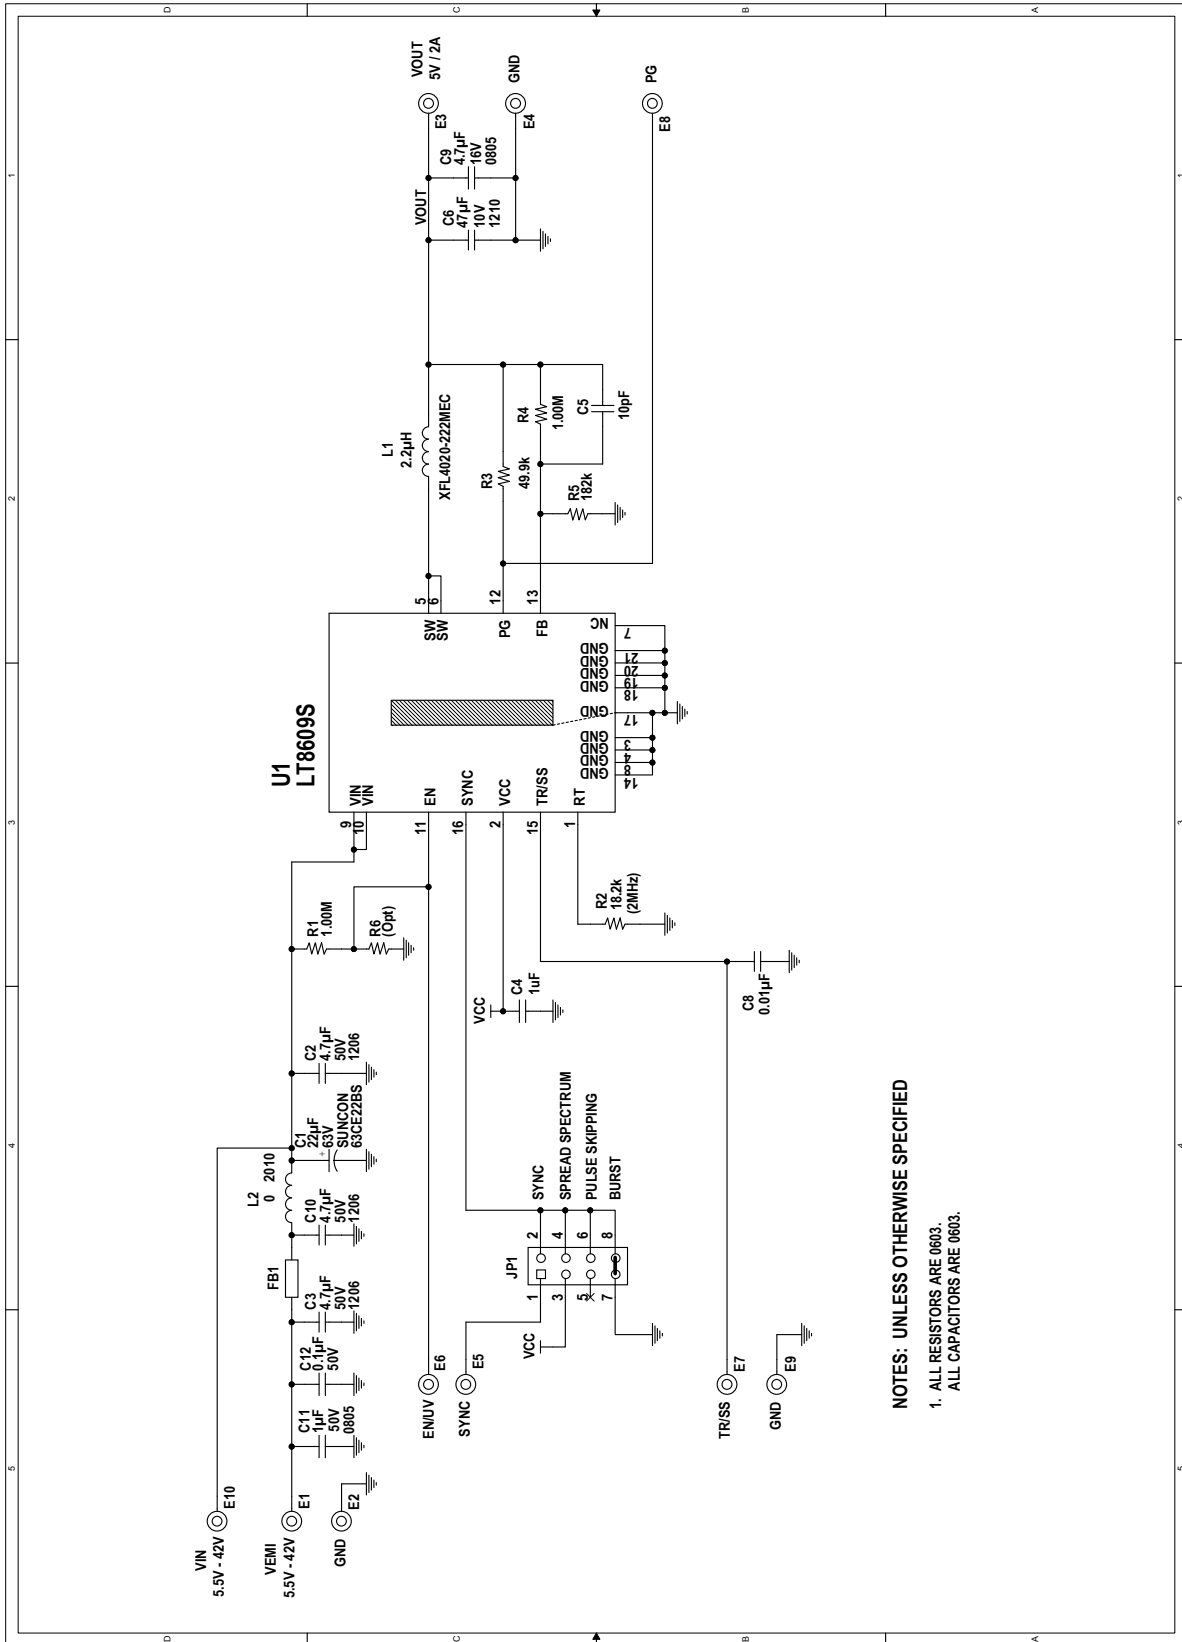 VIN
5.5V - 42V
E10
VEMI
5.5V - 42V
E1
GND
E2
C11
1µF
50V
0805
C12
0.1µF
50V
C3
4.7µF
50V
1206
FB1
C10
4.7µF
50V
1206
L2
0 2010
+
C1
22µF
63V
SUNCON
63CE22BS
C2
4.7µF
50V
1206
R1
1.00M
R6
(Opt)
EN/UV
E6
SYNC
E5
VCC
JP1
1
2
3
4
5
6
7
8
SYNC
SPREAD SPECTRUM
PULSE SKIPPING
BURST
VCC
C4
1uF
TR/SS
E7
GND
E9
C8
0.01µF
R2
18.2k
(2MHz)
U1
LT8609S
9
VIN
10
VIN
11
EN
16
SYNC
2
VCC
15
TR/SS
1
RT
SW
5
SW
6
PG
12
FB
13
GND
14
GND
8
GND
4
GND
3
GND
17
GND
18
GND
19
GND
20
GND
21
NC
7
L1
2.2µH
XFL4020-222MEC
R3
49.9k
R4
1.00M
C5
10pF
R5
182k
VOUT
C6
47µF
10V
1210
C9
4.7µF
16V
0805
VOUT
5V / 2A
E3
GND
E4
PG
E8
NOTES: UNLESS OTHERWISE SPECIFIED
1. ALL RESISTORS ARE 0603.
ALL CAPACITORS ARE 0603.
5
4
3
2
1
5
4
3
2
1
D
C
B
A
D
C
B
A